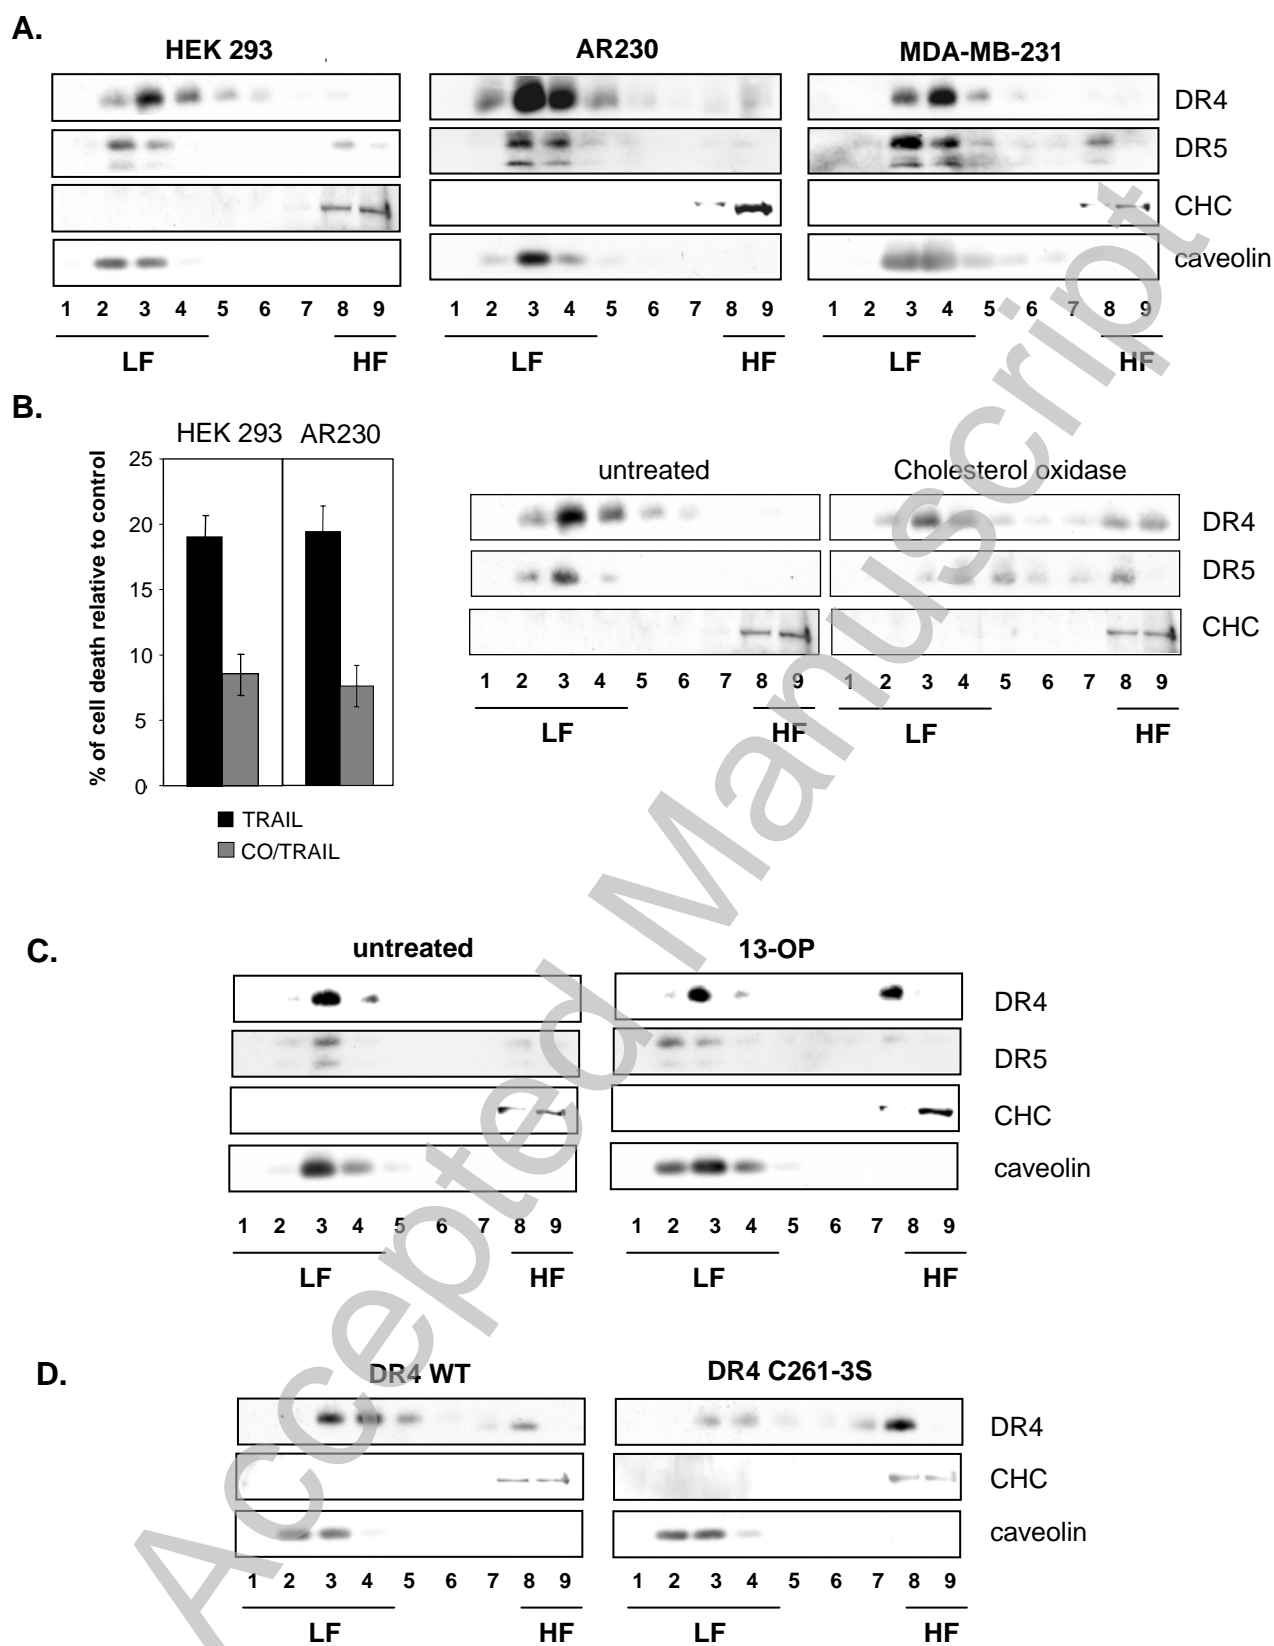 A.
HEK 293 AR230 MDA-MB-231
DR4
DR5
CHC
caveolin
1 2 3 4 5 6 7 8 9 1 2 3 4 5 6 7 8 9 1 2 3 4 5 6 7 8 9
LF HF LF HF LF HF
B.
HEK 293 AR230
% of cell death relative to control
25
20
15
10
5
0
TRAIL
CO/TRAIL
untreated Cholesterol oxidase
DR4
DR5
CHC
1 2 3 4 5 6 7 8 9 1 2 3 4 5 6 7 8 9
LF HF LF HF
C.
untreated 13-OP
DR4
DR5
CHC
caveolin
1 2 3 4 5 6 7 8 9 1 2 3 4 5 6 7 8 9
LF HF LF HF
D.
DR4 WT DR4 C261-3S
DR4
CHC
caveolin
1 2 3 4 5 6 7 8 9 1 2 3 4 5 6 7 8 9
LF HF LF HF
Accepted Manuscript